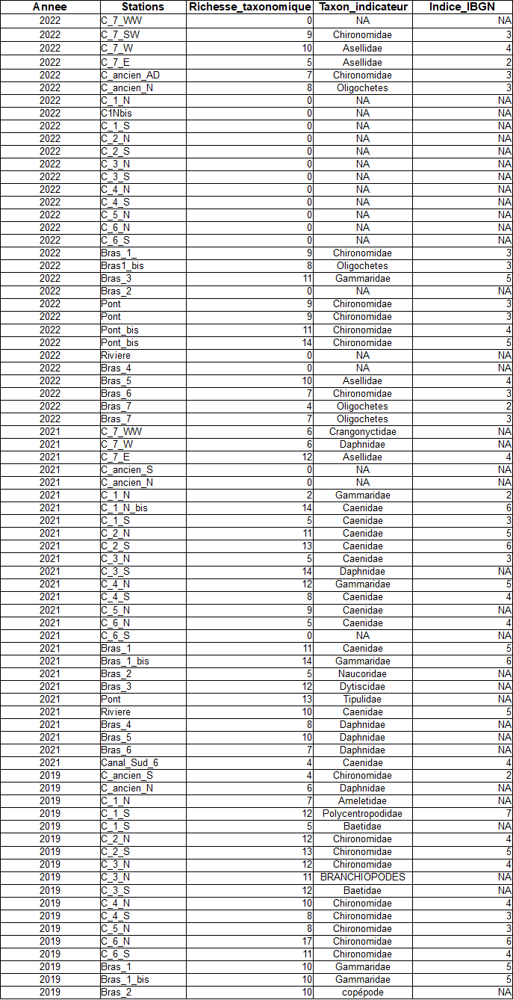 Annee Stations Richesse_taxonomique Taxon_indicateur Indice_IBGN
2022 C_7_WW 0 NA NA
2022 C_7_SW 9 Chironomidae 3
2022 C_7_W 10 Asellidae 4
2022 C_7_E 5 Asellidae 2
2022 C_ancien_AD 7 Chironomidae 3
2022 C_ancien_N 8 Oligochetes 3
2022 C_1_N 0 NA NA
2022 C1Nbis 0 NA NA
2022 C_1_S 0 NA NA
2022 C_2_N 0 NA NA
2022 C_2_S 0 NA NA
2022 C_3_N 0 NA NA
2022 C_3_S 0 NA NA
2022 C_4_N 0 NA NA
2022 C_4_S 0 NA NA
2022 C_5_N 0 NA NA
2022 C_6_N 0 NA NA
2022 C_6_S 0 NA NA
2022 Bras_1_ 9 Chironomidae 3
2022 Bras1_bis 8 Oligochetes 3
2022 Bras_3 11 Gammaridae 5
2022 Bras_2 0 NA NA
2022 Pont 9 Chironomidae 3
2022 Pont 9 Chironomidae 3
2022 Pont_bis 11 Chironomidae 4
2022 Pont_bis 14 Chironomidae 5
2022 Riviere 0 NA NA
2022 Bras_4 0 NA NA
2022 Bras_5 10 Asellidae 4
2022 Bras_6 7 Chironomidae 3
2022 Bras_7 4 Oligochetes 2
2022 Bras_7 7 Oligochetes 3
2021 C_7_WW 6 Crangonyctidae NA
2021 C_7_W 6 Daphnidae NA
2021 C_7_E 12 Asellidae 4
2021 C_ancien_S 0 NA NA
2021 C_ancien_N 0 NA NA
2021 C_1_N 2 Gammaridae 2
2021 C_1_N_bis 14 Caenidae 6
2021 C_1_S 5 Caenidae 3
2021 C_2_N 11 Caenidae 5
2021 C_2_S 13 Caenidae 6
2021 C_3_N 5 Caenidae 3
2021 C_3_S 14 Daphnidae NA
2021 C_4_N 12 Gammaridae 5
2021 C_4_S 8 Caenidae 4
2021 C_5_N 9 Caenidae NA
2021 C_6_N 5 Caenidae 4
2021 C_6_S 0 NA NA
2021 Bras_1 11 Caenidae 5
2021 Bras_1_bis 14 Gammaridae 6
2021 Bras_2 5 Naucoridae NA
2021 Bras_3 12 Dytiscidae NA
2021 Pont 13 Tipulidae NA
2021 Riviere 10 Caenidae 5
2021 Bras_4 8 Daphnidae NA
2021 Bras_5 10 Daphnidae NA
2021 Bras_6 7 Daphnidae NA
2021 Canal_Sud_6 4 Caenidae 4
2019 C_ancien_S 4 Chironomidae 2
2019 C_ancien_N 6 Daphnidae NA
2019 C_1_N 7 Ameletidae NA
2019 C_1_S 12 Polycentropodidae 7
2019 C_1_S 5 Baetidae NA
2019 C_2_N 12 Chironomidae 4
2019 C_2_S 13 Chironomidae 5
2019 C_3_N 12 Chironomidae 4
2019 C_3_N 11 BRANCHIOPODES NA
2019 C_3_S 12 Baetidae NA
2019 C_4_N 10 Chironomidae 4
2019 C_4_S 8 Chironomidae 3
2019 C_5_N 8 Chironomidae 3
2019 C_6_N 17 Chironomidae 6
2019 C_6_S 11 Chironomidae 4
2019 Bras_1 10 Gammaridae 5
2019 Bras_1_bis 10 Gammaridae 5
2019 Bras_2 10 copépode NA